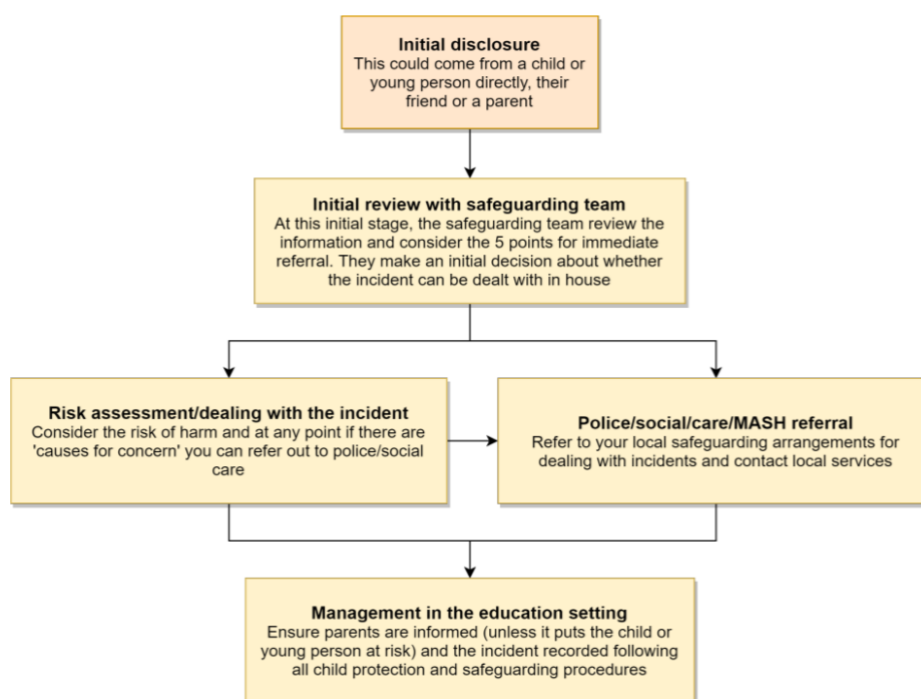 Initial disclosure
This could come from a child or
young person directly, their
friend or a parent
Initial review with safeguarding team
At this initial stage, the safeguarding team review the
information and consider the 5 points for immediate
referral. They make an initial decision about whether
the incident can be dealt with in house
Risk assessment/dealing with the incident
Consider the risk of harm and at any point if there are
'causes for concern' you can refer out to police/social
care
Police/social/care/MASH referral
Refer to your local safeguarding arrangements for
dealing with incidents and contact local services
Management in the education setting
Ensure parents are informed (unless it puts the child or
young person at risk) and the incident recorded following
all child protection and safeguarding procedures